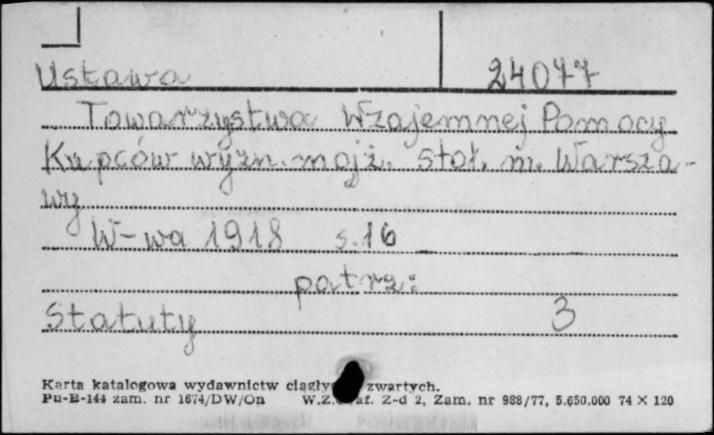 Ustawa 24077
Towarzystwa Wzajemnej Pomocy
Kupców wyzn. mojż. stoł. m. Warsza-
wy
W-wa 1918 s. 16
patrz:
Statuty 3
Karta katalogowa wydawnictw ciągły zwartych.
Pu-B-144 zam. nr 1674/DW/On W.Z. af. Z-d 2, Zam. nr 988/77, 5.650.000 74 × 120